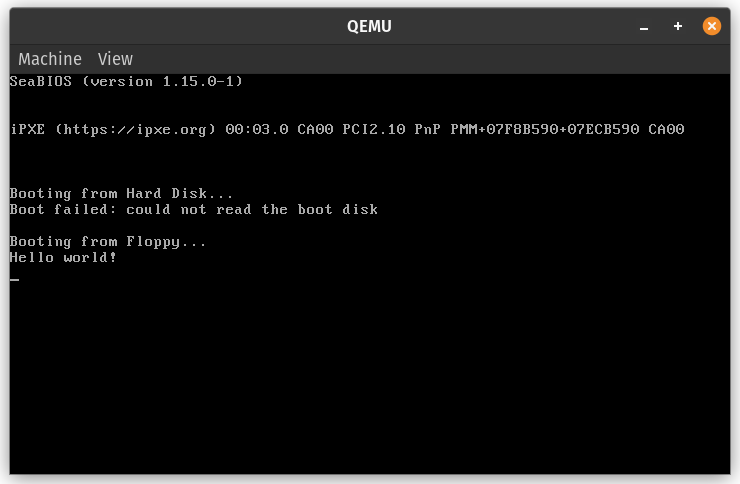 QEMU
Machine View
SeaBIOS (version 1.15.0-1)
iPXE (https://ipxe.org) 00:03.0 CA00 PCI2.10 PnP PMM+07F8B590+07ECB590 CA00
Booting from Hard Disk...
Boot failed: could not read the boot disk
Booting from Floppy...
Hello world!